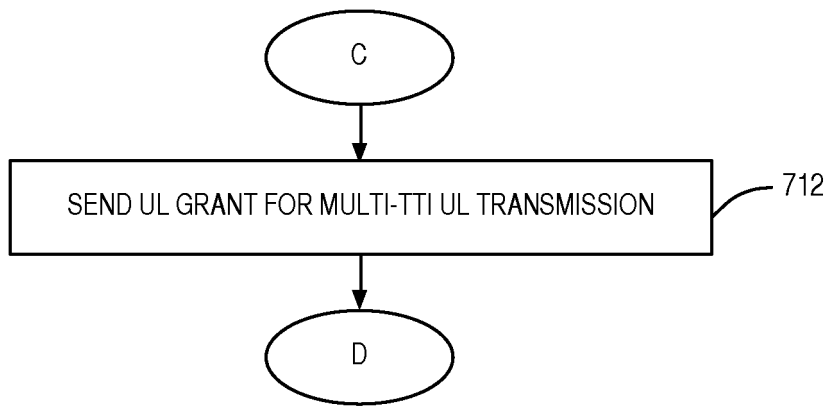 C
SEND UL GRANT FOR MULTI-TTI UL TRANSMISSION
712
D